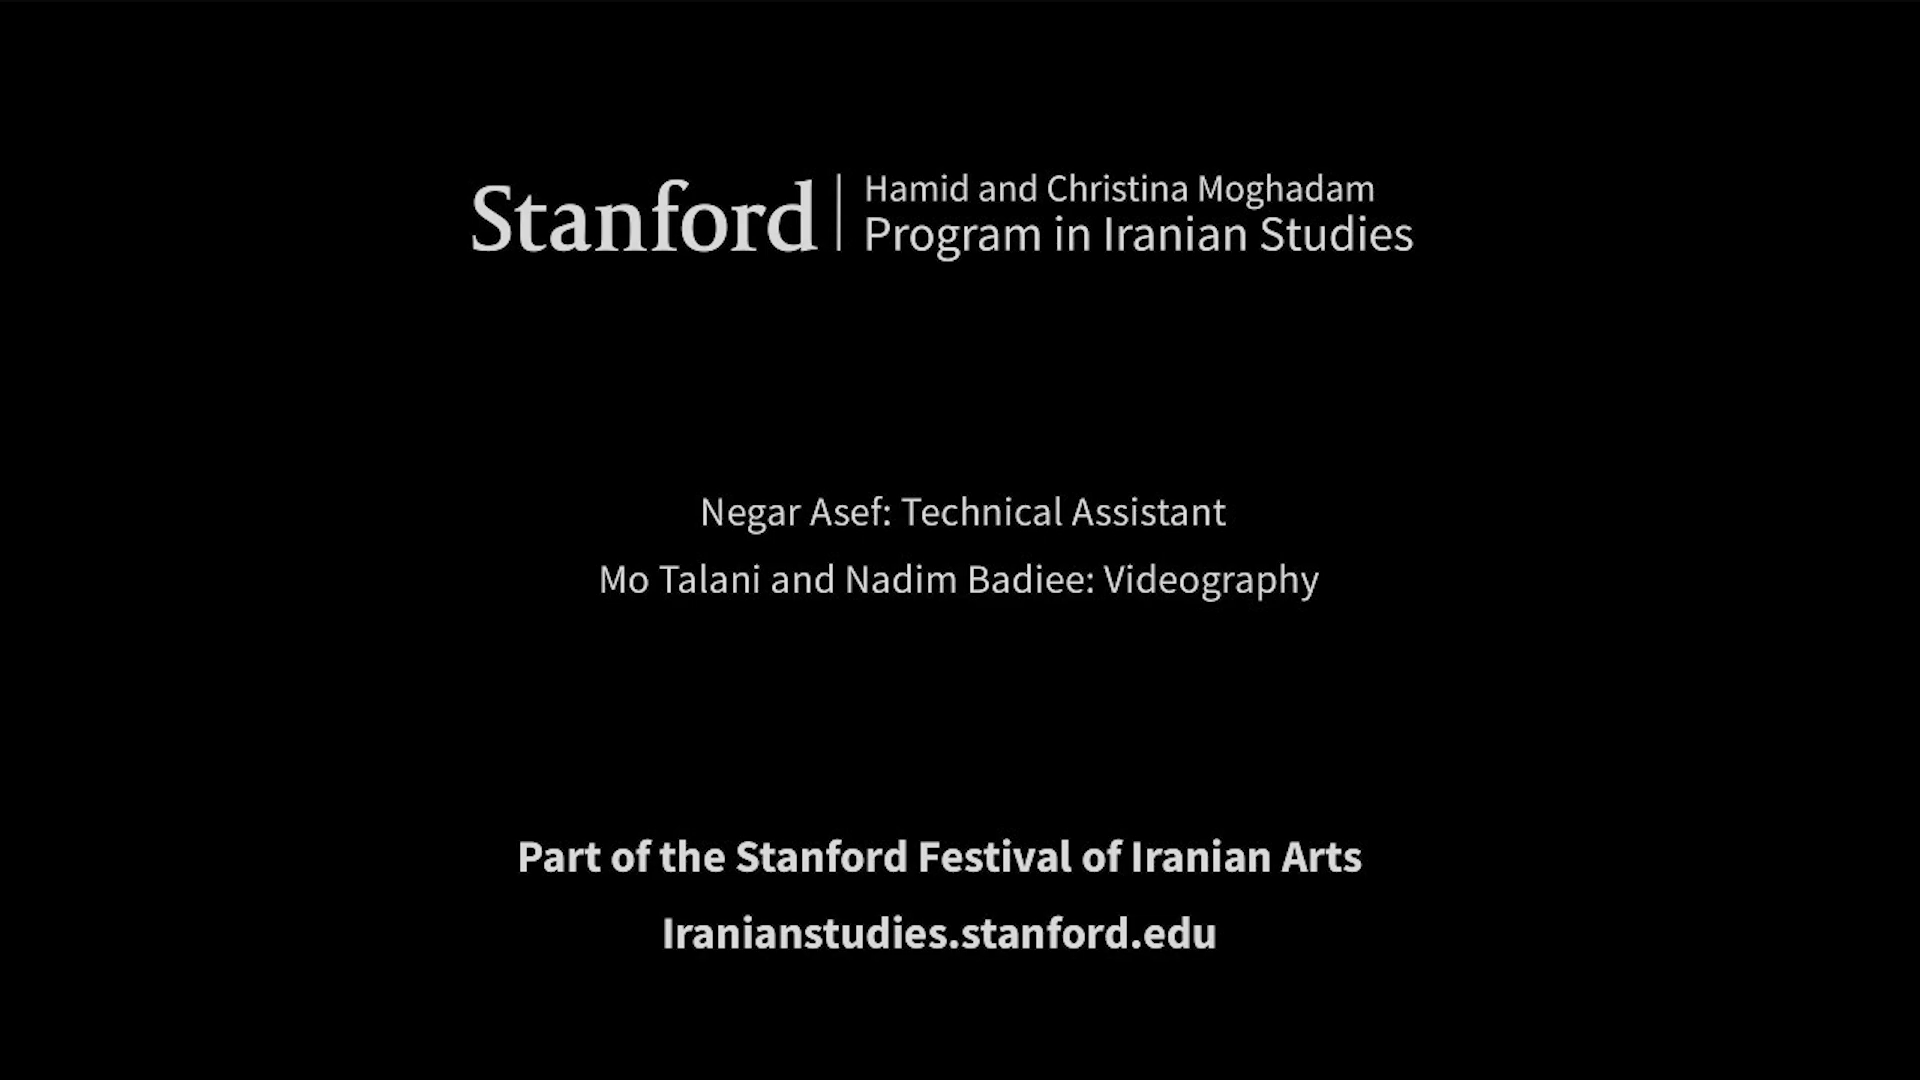 Stanford
Hamid and Christina Moghadam
Program in Iranian Studies
Negar Asef: Technical Assistant
Mo Talani and Nadim Badiee: Videography
Part of the Stanford Festival of Iranian Arts
Iranianstudies.stanford.edu